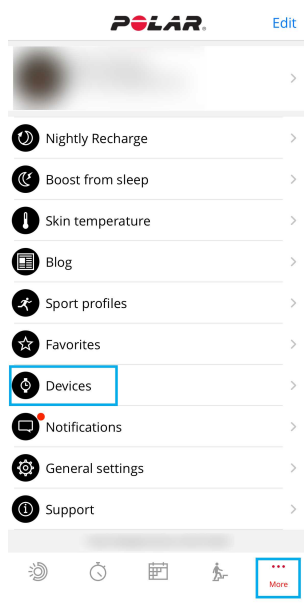 POLAR.
Edit
Nightly Recharge
Boost from sleep
Skin temperature
Blog
Sport profiles
Favorites
Devices
Notifications
General settings
Support
More